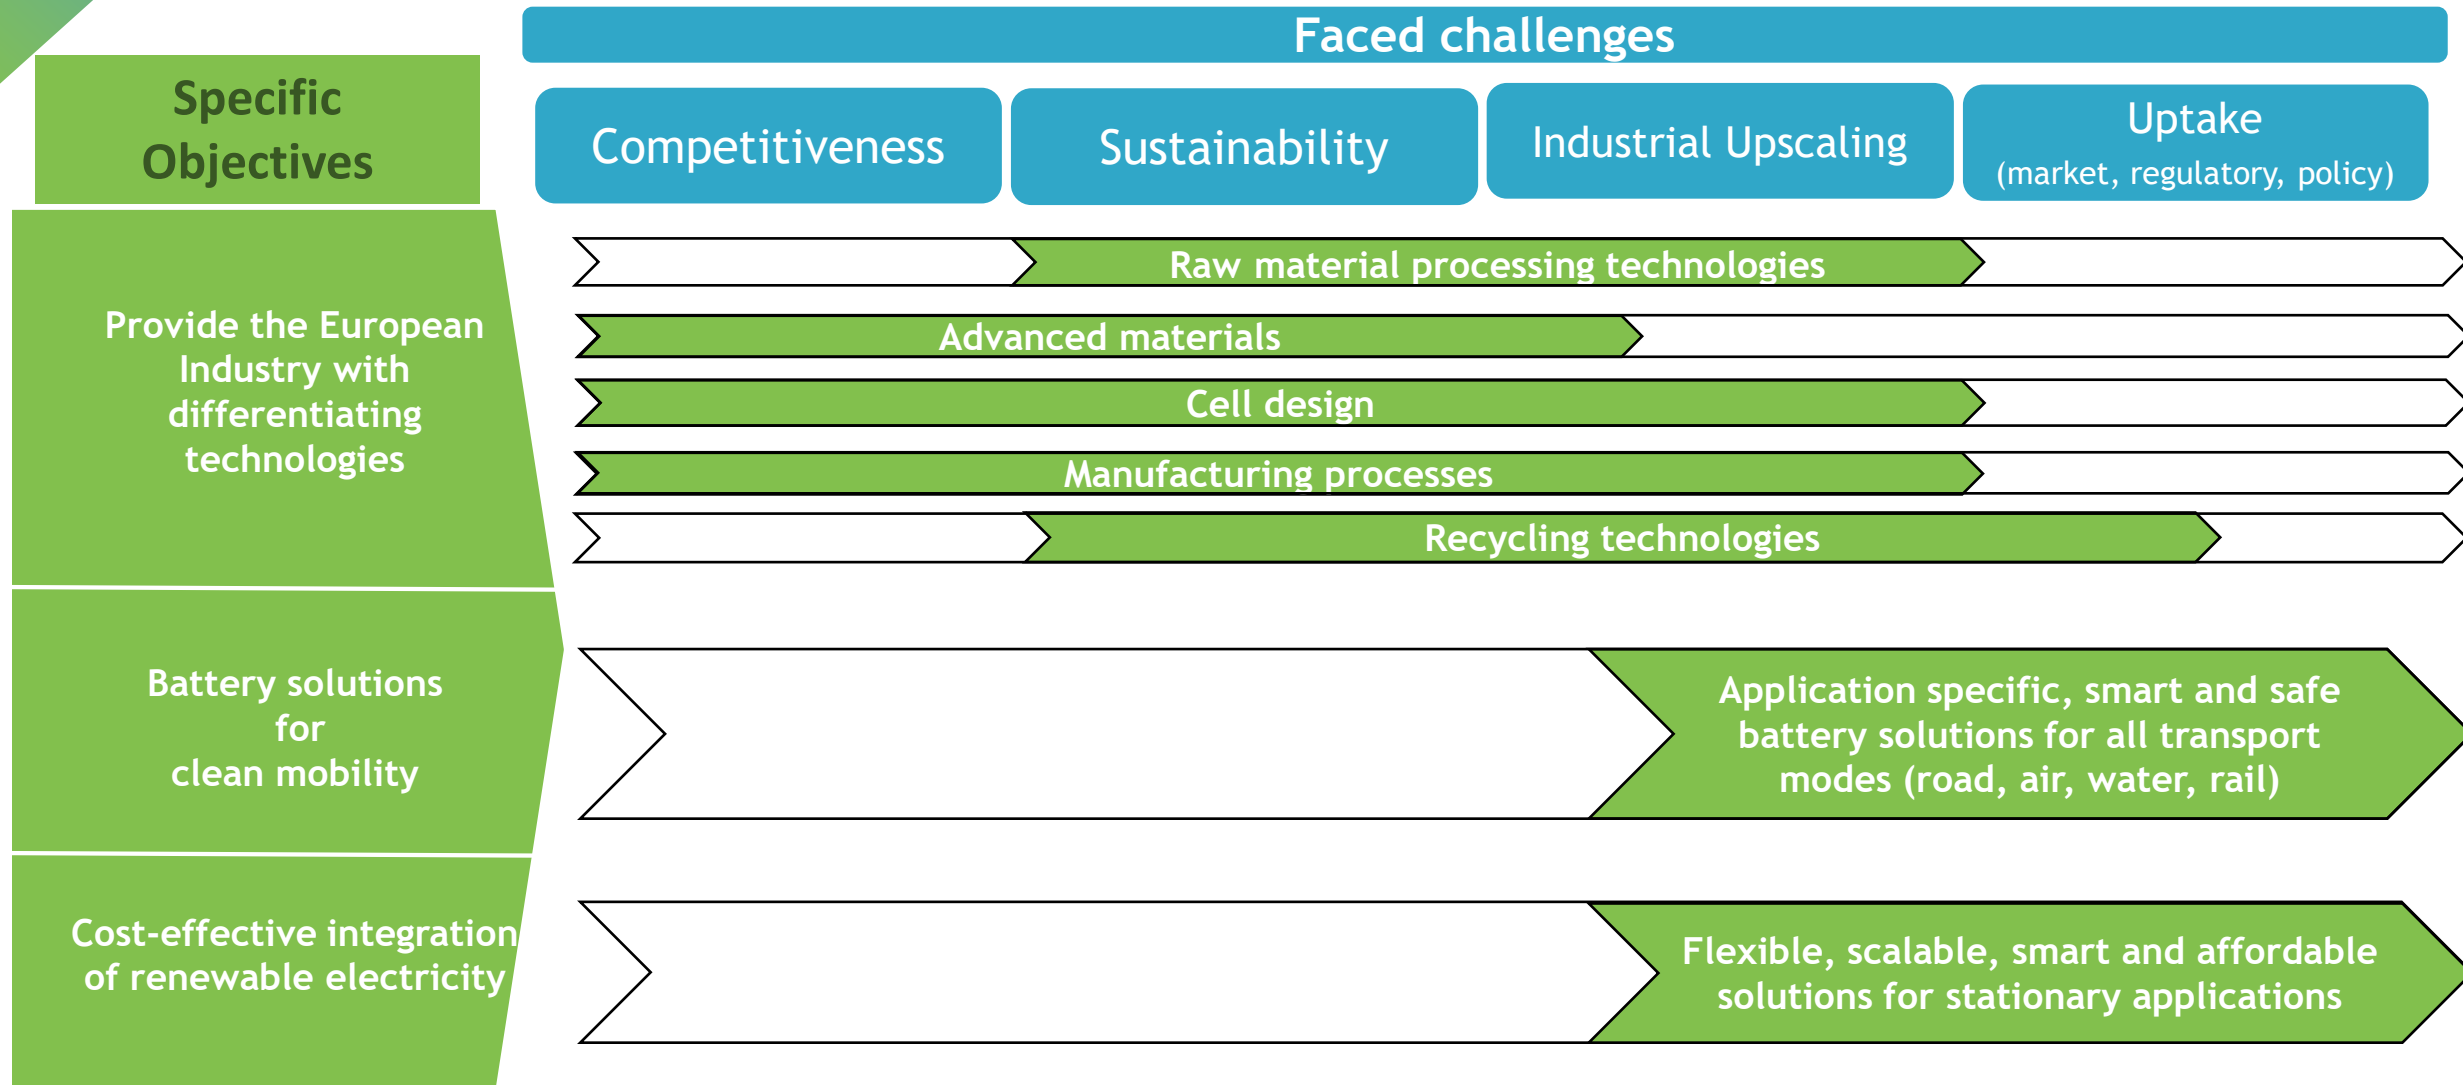 Faced challenges
Specific
Objectives
Competitiveness
Sustainability
Industrial Upscaling
Uptake
(market, regulatory, policy)
Provide the European
Industry with
differentiating
technologies
Raw material processing technologies
Advanced materials
Cell design
Manufacturing processes
Recycling technologies
Battery solutions
for
clean mobility
Application specific, smart and safe
battery solutions for all transport
modes (road, air, water, rail)
Cost-effective integration
of renewable electricity
Flexible, scalable, smart and affordable
solutions for stationary applications